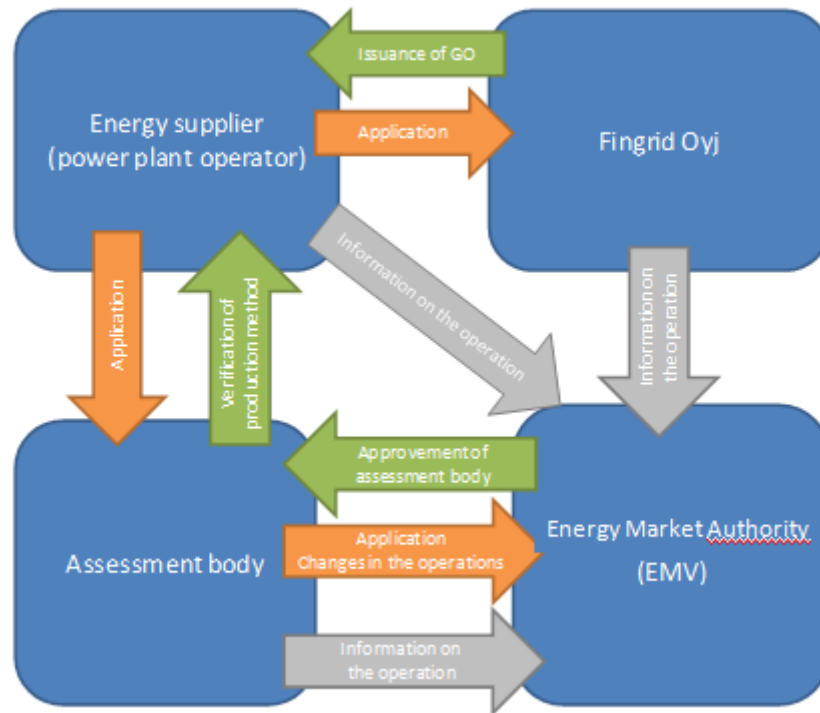 Issuance of GO
Energy supplier
(power plant operator)
Application
Fingrid Oyj
Information on the operation
Information on
the operation
Application
Verification of
production method
Approvement of
assessment body
Assessment body
Application
Changes in the operations
Energy Market Authority
(EMV)
Information on
the operation